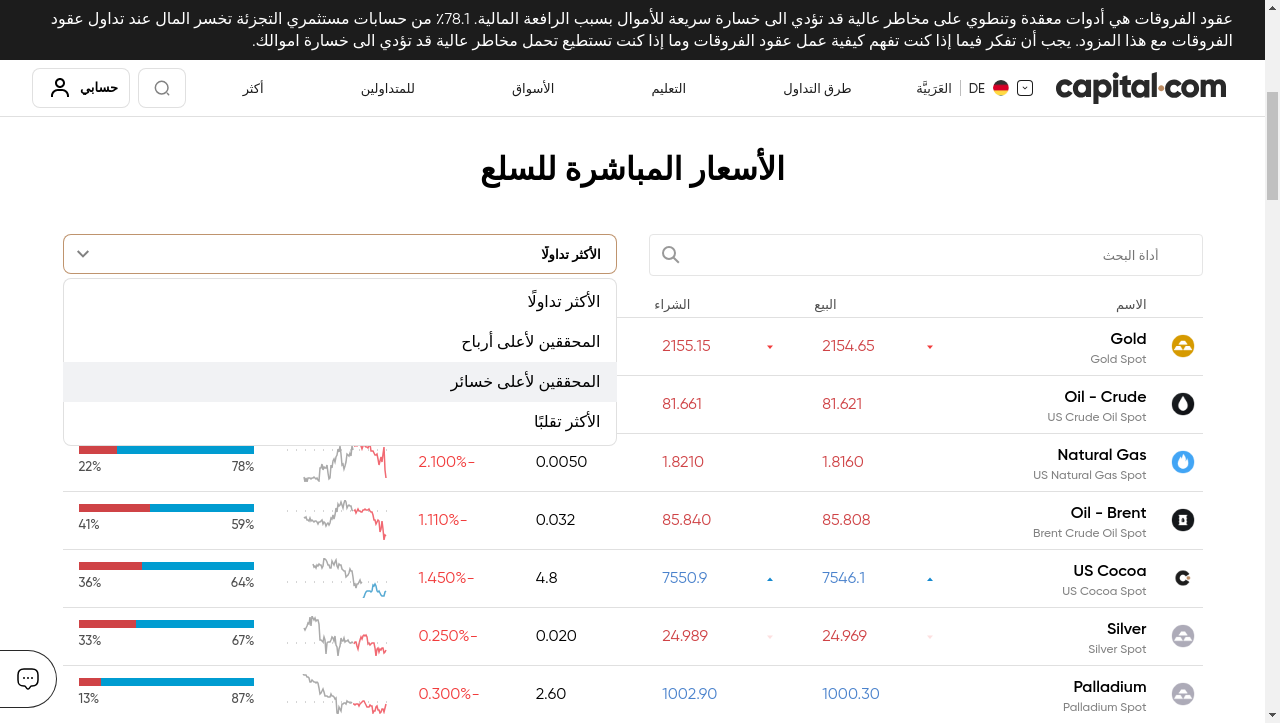 عقود الفروقات هي أدوات معقدة وتنطوي على مخاطر عالية قد تؤدي الى خسارة سريعة للأموال بسبب الرافعة المالية. 78.1٪ من حسابات مستثمري التجزئة تخسر المال عند تداول عقود
الفروقات مع هذا المزود. يجب أن تفكر فيما إذا كنت تفهم كيفية عمل عقود الفروقات وما إذا كنت تستطيع تحمل مخاطر عالية قد تؤدي الى خسارة اموالك.
capital.com
DE العَرَبيَّة
طرق التداول
التعليم
الأسواق
للمتداولين
أكثر
حسابي
الأسعار المباشرة للسلع
أداة البحث
الأكثر تداولًا
الأكثر تداولًا
المحققين لأعلى أرباح
المحققين لأعلى خسائر
الأكثر تقلبًا
الاسم البيع الشراء
Gold 2154.65 2155.15
Gold Spot
Oil - Crude 81.621 81.661
US Crude Oil Spot
Natural Gas 1.8160 1.8210 0.0050 2.100%-
US Natural Gas Spot 78% 22%
Oil - Brent 85.808 85.840 0.032 1.110%-
Brent Crude Oil Spot 59% 41%
US Cocoa 7546.1 7550.9 4.8 1.450%-
US Cocoa Spot 64% 36%
Silver 24.969 24.989 0.020 0.250%-
Silver Spot 67% 33%
Palladium 1000.30 1002.90 2.60 0.300%-
Palladium Spot 87% 13%